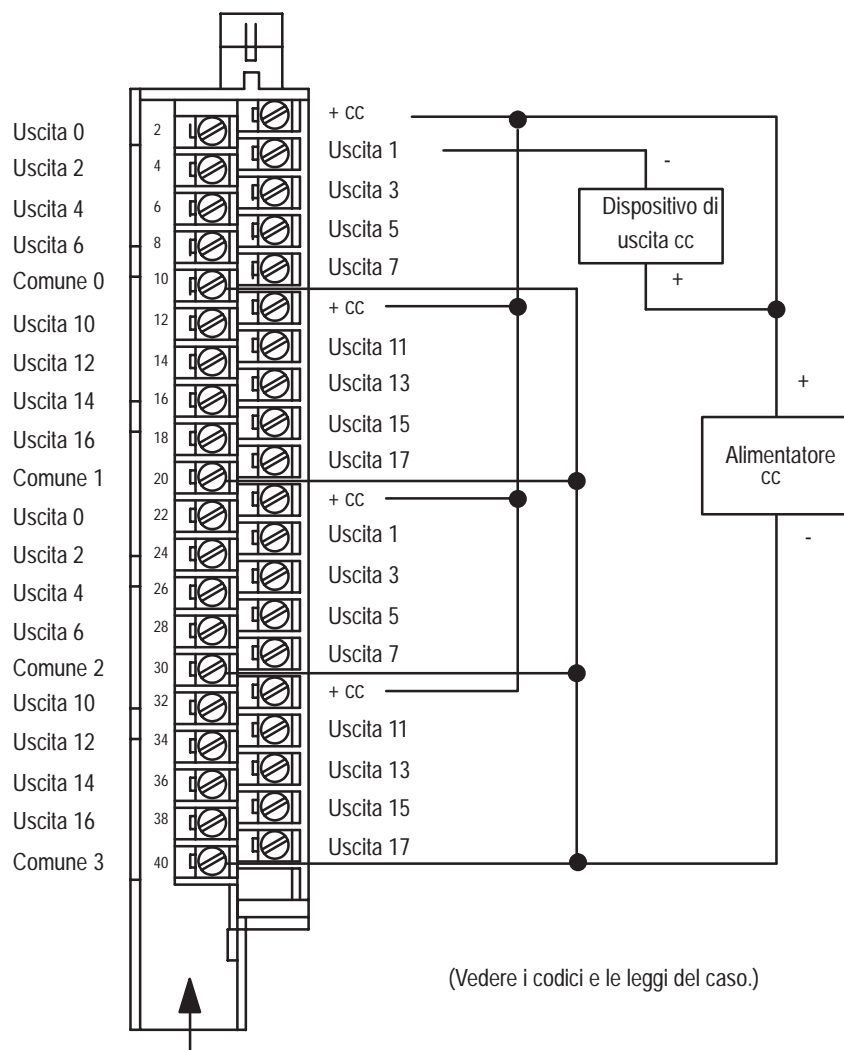 + cc
Uscita 0
2
Uscita 1
-
Uscita 2
4
Uscita 3
Dispositivo di
uscita cc
Uscita 4
6
Uscita 5
Uscita 6
8
Uscita 7
+
Comune 0
10
+ cc
Uscita 10
12
Uscita 11
Uscita 12
14
Uscita 13
+
Uscita 14
16
Uscita 15
Uscita 16
18
Uscita 17
Alimentatore
cc
Comune 1
20
+ cc
Uscita 0
22
Uscita 1
-
Uscita 2
24
Uscita 3
Uscita 4
26
Uscita 5
Uscita 6
28
Uscita 7
Comune 2
30
+ cc
Uscita 10
32
Uscita 11
Uscita 12
34
Uscita 13
Uscita 14
36
Uscita 15
Uscita 16
38
Uscita 17
Comune 3
40
(Vedere i codici e le leggi del caso.)